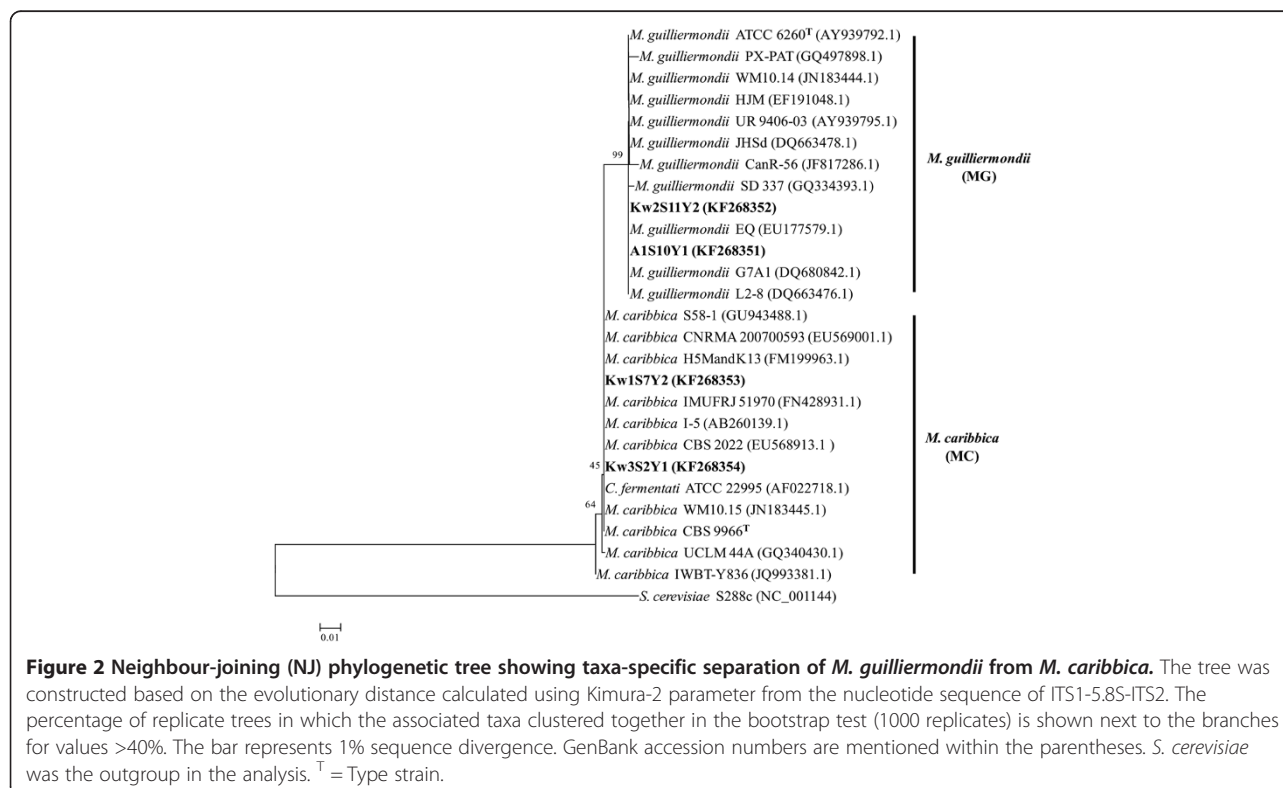 M. guilliermondii ATCC 6260T (AY939792.1)
M. guilliermondii PX-PAT (GQ497898.1)
M. guilliermondii WM10.14 (JN183444.1)
M. guilliermondii HJM (EF191048.1)
M. guilliermondii UR 9406-03 (AY939795.1)
M. guilliermondii JHSd (DQ663478.1)
99
M. guilliermondii CanR-56 (JF817286.1)
M. guilliermondii SD 337 (GQ334393.1)
Kw2S11Y2 (KF268352)
M. guilliermondii EQ (EU177579.1)
A1S10Y1 (KF268351)
M. guilliermondii G7A1 (DQ680842.1)
M. guilliermondii L2-8 (DQ663476.1)
M. guilliermondii
(MG)
M. caribbica S58-1 (GU943488.1)
M. caribbica CNRMA 200700593 (EU569001.1)
M. caribbica H5MandK13 (FM199963.1)
Kw1S7Y2 (KF268353)
M. caribbica IMUFRJ 51970 (FN428931.1)
M. caribbica I-5 (AB260139.1)
M. caribbica CBS 2022 (EU568913.1 )
45
Kw3S2Y1 (KF268354)
C. fermentati ATCC 22995 (AF022718.1)
64
M. caribbica WM10.15 (JN183445.1)
M. caribbica CBS 9966T
M. caribbica UCLM 44A (GQ340430.1)
M. caribbica IWBT-Y836 (JQ993381.1)
M. caribbica
(MC)
S. cerevisiae S288c (NC_001144)
0.01
Figure 2 Neighbour-joining (NJ) phylogenetic tree showing taxa-specific separation of M. guilliermondii from M. caribbica. The tree was
constructed based on the evolutionary distance calculated using Kimura-2 parameter from the nucleotide sequence of ITS1-5.8S-ITS2. The
percentage of replicate trees in which the associated taxa clustered together in the bootstrap test (1000 replicates) is shown next to the branches
for values >40%. The bar represents 1% sequence divergence. GenBank accession numbers are mentioned within the parentheses. S. cerevisiae
was the outgroup in the analysis. T = Type strain.